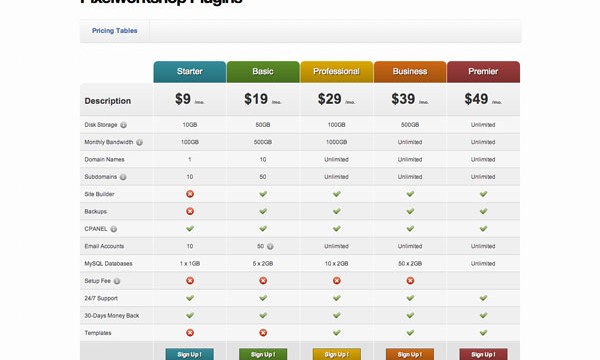 Pixelworkshop Plugins
Pricing Tables
Starter Basic Professional Business Premier
Description $9 /mo. $19 /mo. $29 /mo. $39 /mo. $49 /mo.
Disk Storage 10GB 50GB 100GB 500GB Unlimited
Monthly Bandwidth 100GB 500GB 1000GB Unlimited Unlimited
Domain Names 1 10 Unlimited Unlimited Unlimited
Subdomains 10 50 Unlimited Unlimited Unlimited
Site Builder
Backups
CPANEL
Email Accounts 10 50 Unlimited Unlimited Unlimited
MySQL Databases 1 x 1GB 5 x 2GB 10 x 2GB 50 x 2GB Unlimited
Setup Fee
24/7 Support
30-Days Money Back
Templates
Sign Up ! Sign Up ! Sign Up ! Sign Up ! Sign Up !